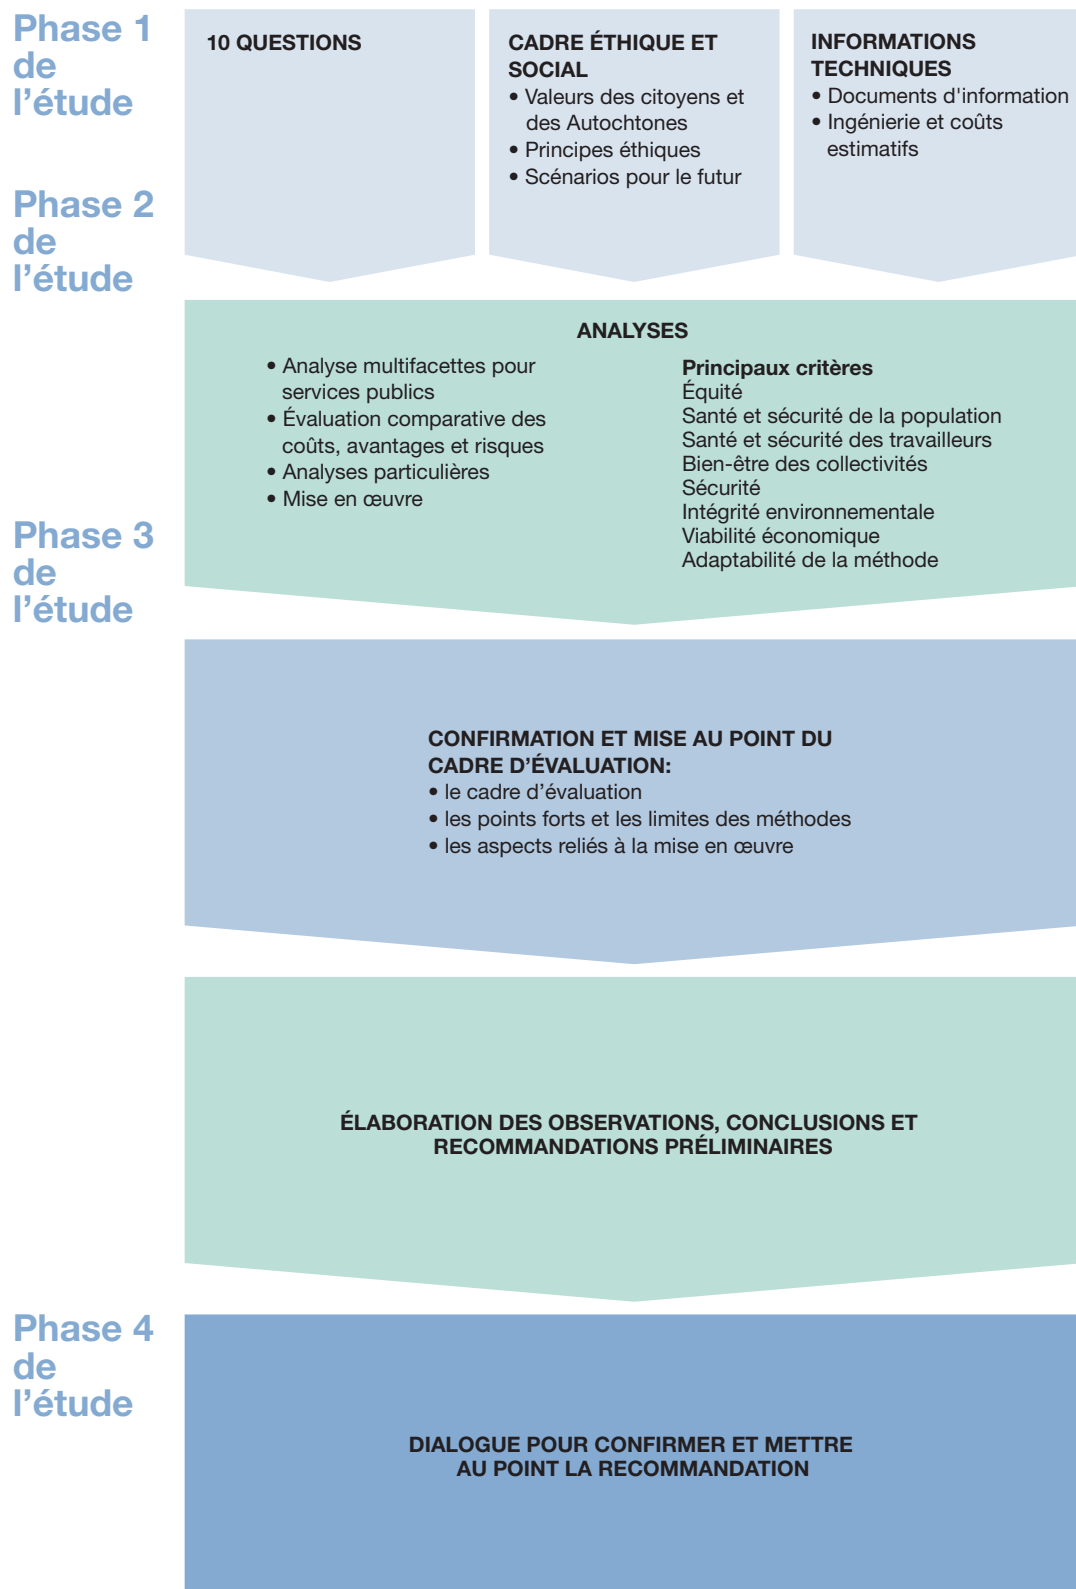 Phase 1
de
l’étude
10 QUESTIONS
CADRE ÉTHIQUE ET
SOCIAL
• Valeurs des citoyens et
des Autochtones
• Principes éthiques
• Scénarios pour le futur
INFORMATIONS
TECHNIQUES
• Documents d'information
• Ingénierie et coûts
estimatifs
Phase 2
de
l’étude
ANALYSES
• Analyse multifacettes pour
services publics
• Évaluation comparative des
coûts, avantages et risques
• Analyses particulières
• Mise en œuvre
Principaux critères
Équité
Santé et sécurité de la population
Santé et sécurité des travailleurs
Bien-être des collectivités
Sécurité
Intégrité environnementale
Viabilité économique
Adaptabilité de la méthode
Phase 3
de
l’étude
CONFIRMATION ET MISE AU POINT DU
CADRE D’ÉVALUATION:
• le cadre d’évaluation
• les points forts et les limites des méthodes
• les aspects reliés à la mise en œuvre
ÉLABORATION DES OBSERVATIONS, CONCLUSIONS ET
RECOMMANDATIONS PRÉLIMINAIRES
Phase 4
de
l’étude
DIALOGUE POUR CONFIRMER ET METTRE
AU POINT LA RECOMMANDATION